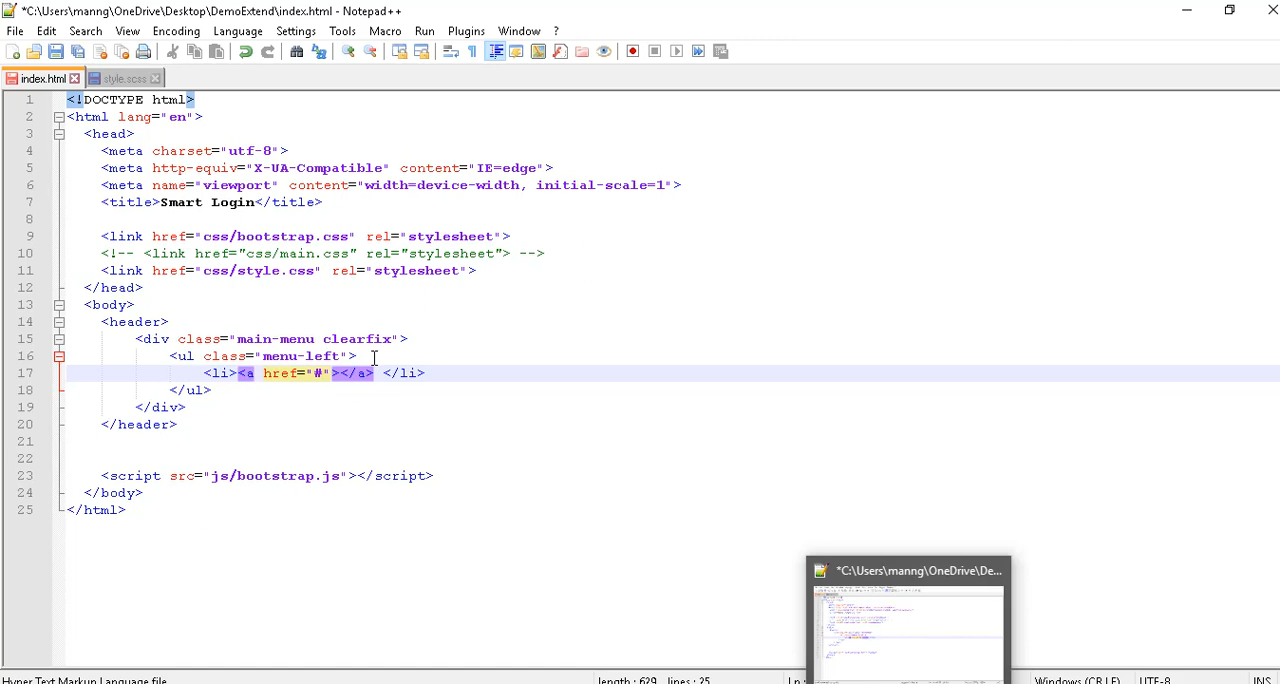 *C:\Users\manng\OneDrive\Desktop\DemoExtend\index.html - Notepad++
File Edit Search View Encoding Language Settings Tools Macro Run Plugins Window ?
index.html style.scss
1 <!DOCTYPE html>
2 <html lang="en">
3 <head>
4 <meta charset="utf-8">
5 <meta http-equiv="X-UA-Compatible" content="IE=edge">
6 <meta name="viewport" content="width=device-width, initial-scale=1">
7 <title>Smart Login</title>
8
9 <link href="css/bootstrap.css" rel="stylesheet">
10 <!-- <link href="css/main.css" rel="stylesheet"> -->
11 <link href="css/style.css" rel="stylesheet">
12 </head>
13 <body>
14 <header>
15 <div class="main-menu clearfix">
16 <ul class="menu-left">
17 <li><a href="#"></a> </li>
18 </ul>
19 </div>
20 </header>
21
22
23 <script src="js/bootstrap.js"></script>
24 </body>
25 </html>
*C:\Users\manng\OneDrive\De...
Hyper Text Markup Language file length : 629 lines : 25 Ln : Windows (CR LF) UTF-8 INS